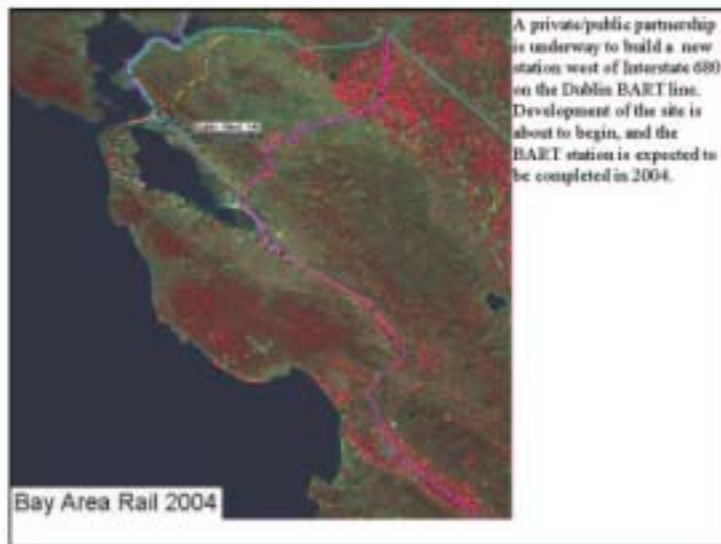 A private/public partnership
is underway to build a new
station west of Interstate 680
on the Dublin BART line.
Development of the site is
about to begin, and the
BART station is expected to
be completed in 2004.
Bay Area Rail 2004